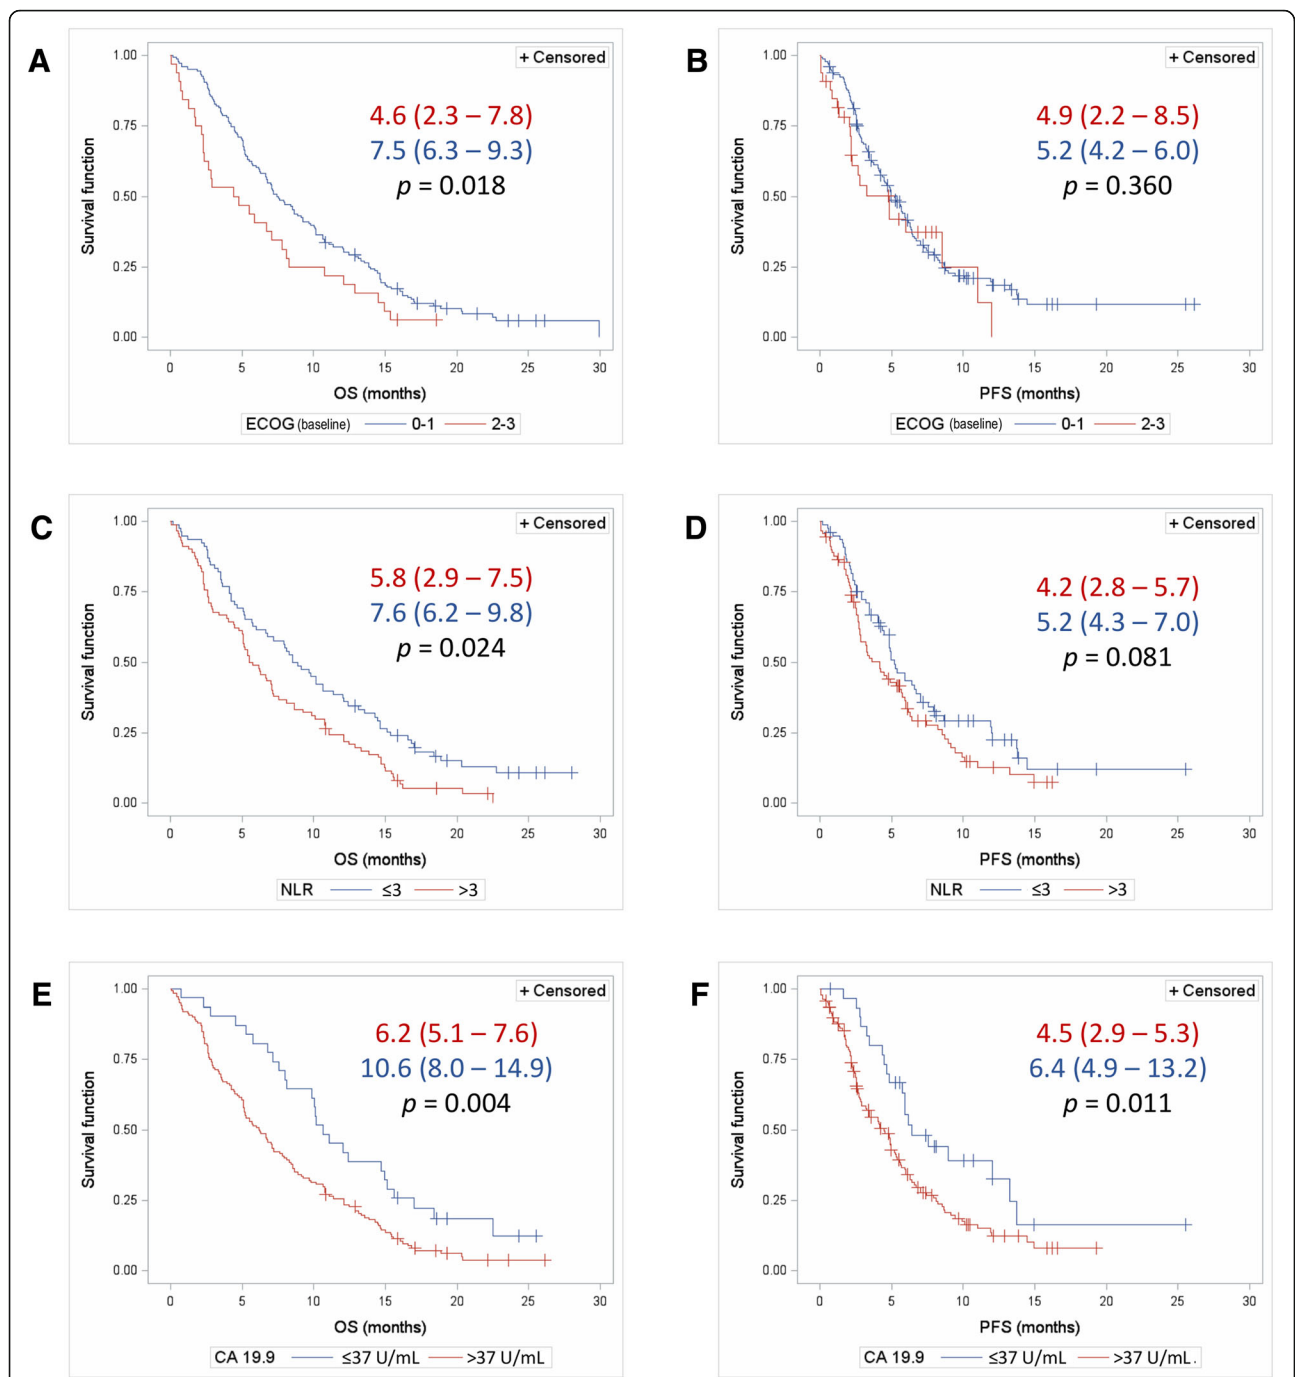 A
+ Censored
4.6 (2.3 – 7.8)
7.5 (6.3 – 9.3)
p = 0.018
Survival function
1.00
0.75
0.50
0.25
0.00
0 5 10 15 20 25 30
OS (months)
ECOG (baseline) 0-1 2-3
B
+ Censored
4.9 (2.2 – 8.5)
5.2 (4.2 – 6.0)
p = 0.360
Survival function
1.00
0.75
0.50
0.25
0.00
0 5 10 15 20 25 30
PFS (months)
ECOG (baseline) 0-1 2-3
C
+ Censored
5.8 (2.9 – 7.5)
7.6 (6.2 – 9.8)
p = 0.024
Survival function
1.00
0.75
0.50
0.25
0.00
0 5 10 15 20 25 30
OS (months)
NLR ≤3 >3
D
+ Censored
4.2 (2.8 – 5.7)
5.2 (4.3 – 7.0)
p = 0.081
Survival function
1.00
0.75
0.50
0.25
0.00
0 5 10 15 20 25 30
PFS (months)
NLR ≤3 >3
E
+ Censored
6.2 (5.1 – 7.6)
10.6 (8.0 – 14.9)
p = 0.004
Survival function
1.00
0.75
0.50
0.25
0.00
0 5 10 15 20 25 30
OS (months)
CA 19.9 ≤37 U/mL >37 U/mL
F
+ Censored
4.5 (2.9 – 5.3)
6.4 (4.9 – 13.2)
p = 0.011
Survival function
1.00
0.75
0.50
0.25
0.00
0 5 10 15 20 25 30
PFS (months)
CA 19.9 ≤37 U/mL >37 U/mL.